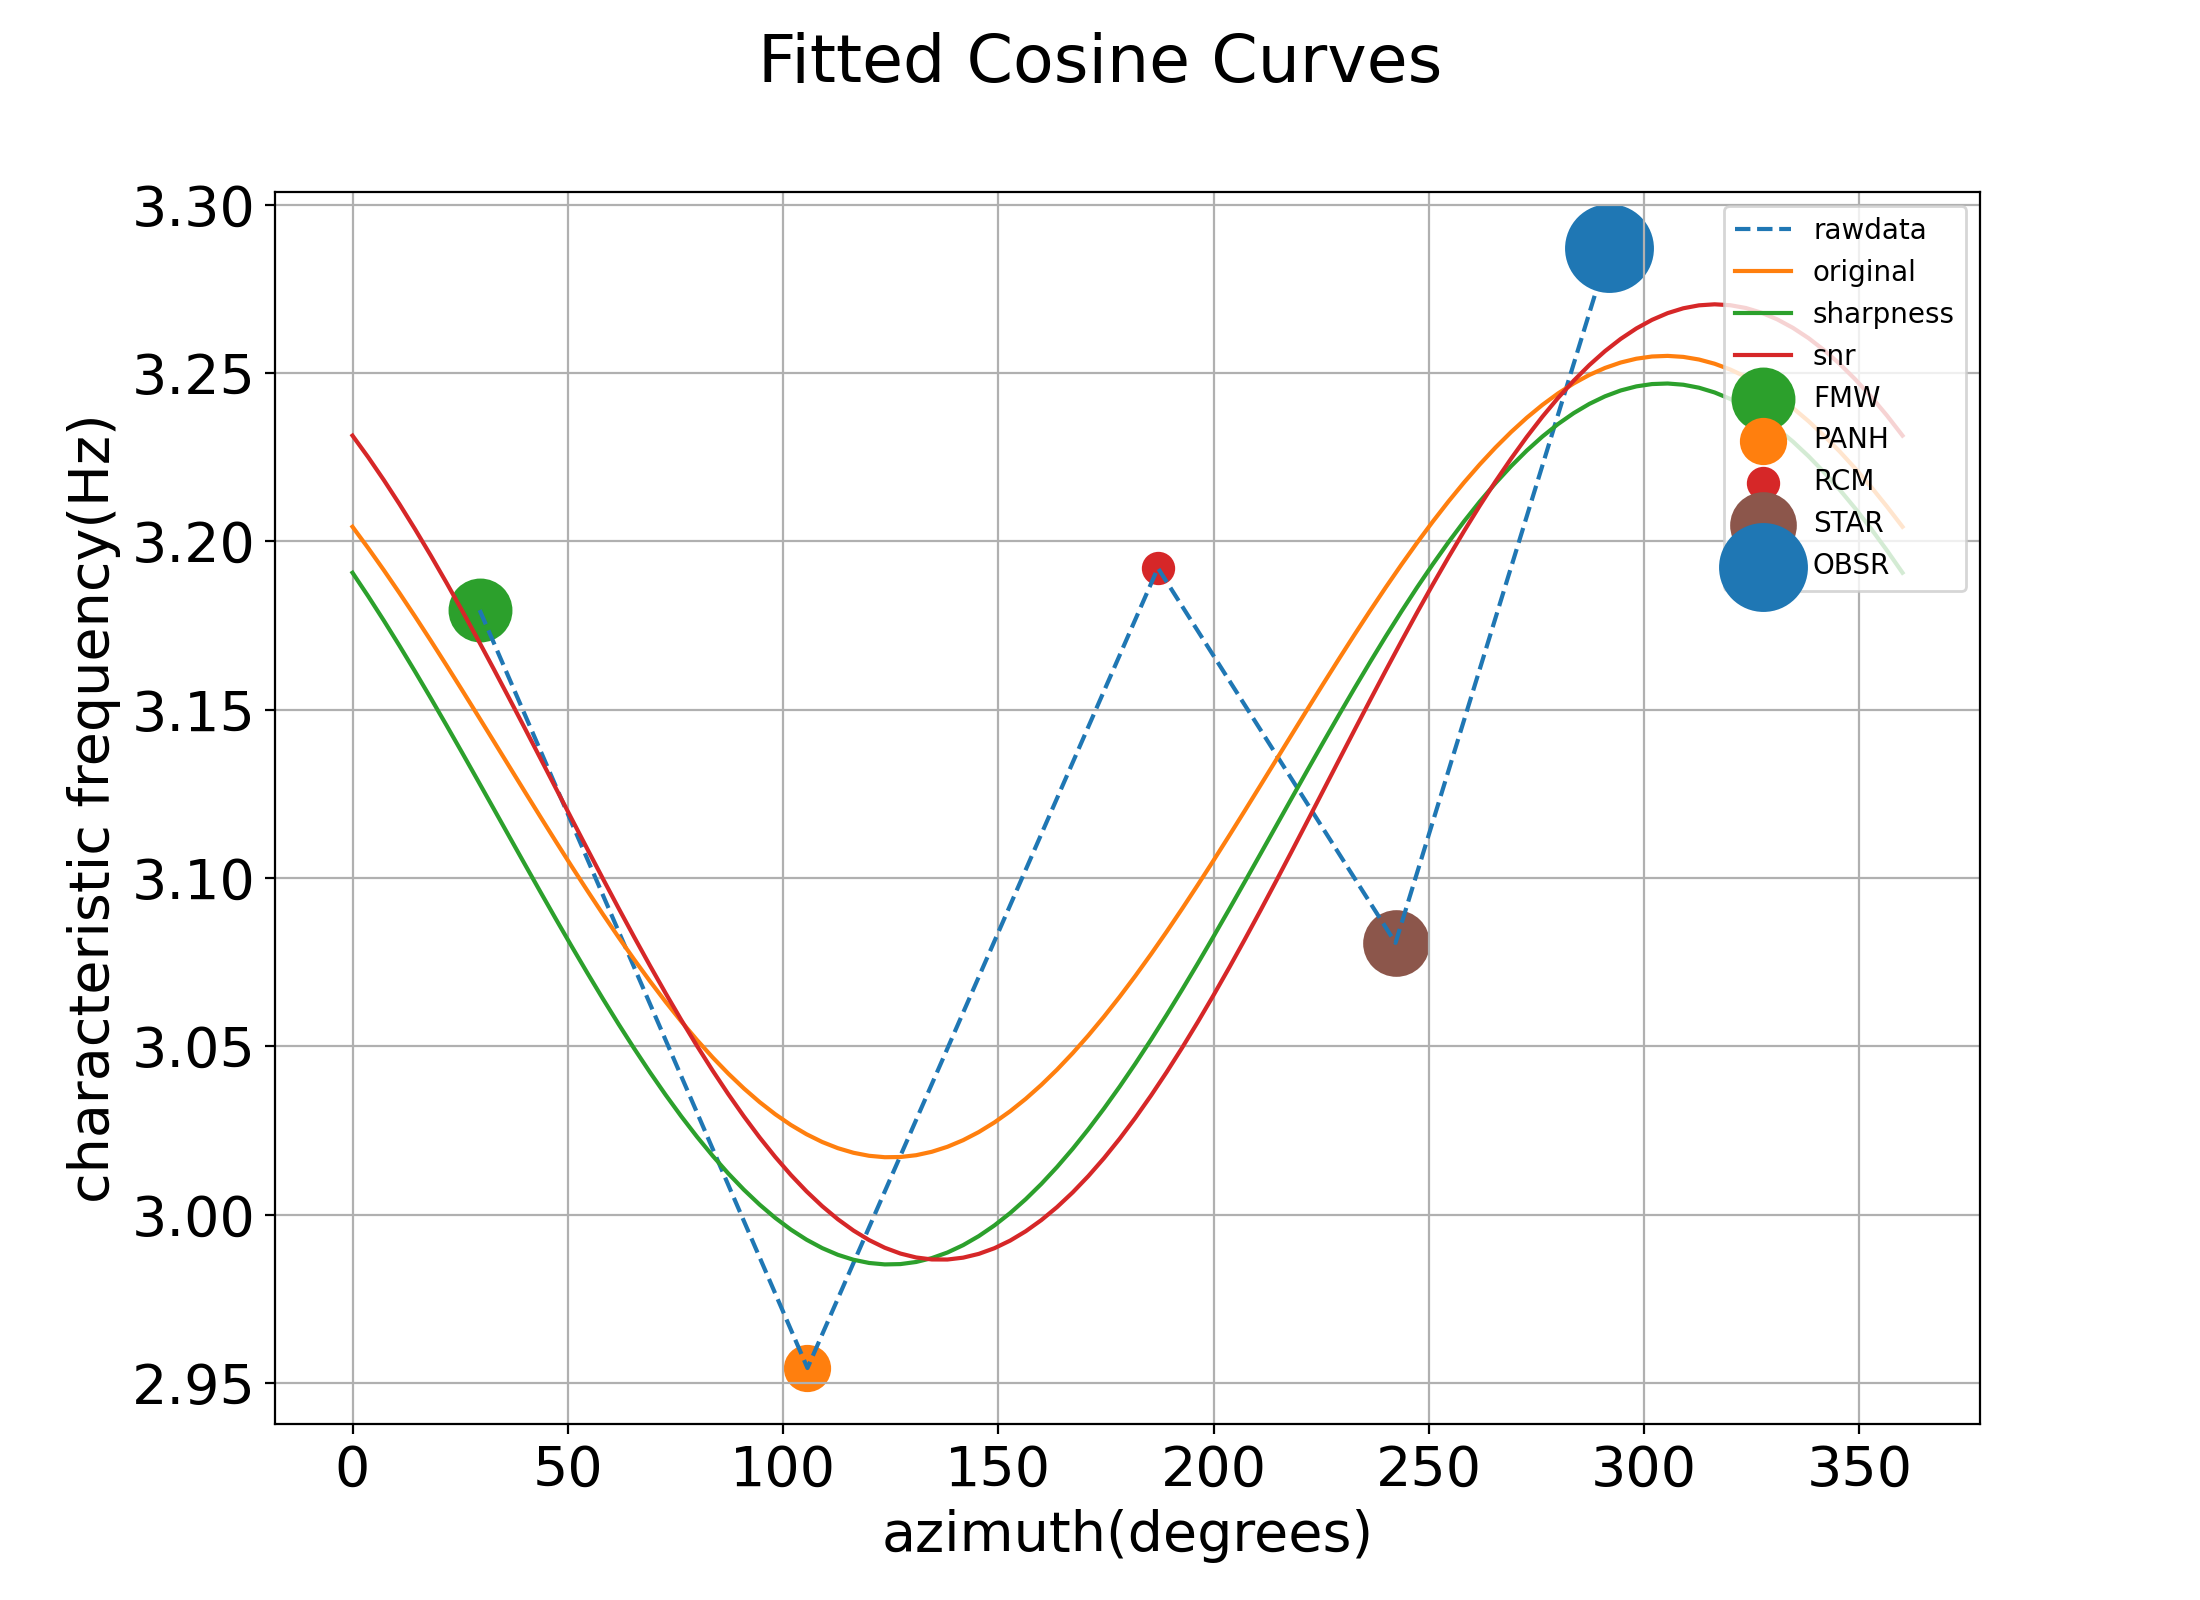 Fitted Cosine Curves
3.30
3.25
3.20
3.15
3.10
3.05
3.00
2.95
characteristic frequency(Hz)
rawdata
original
sharpness
snr
FMW
PANH
RCM
STAR
OBSR
0 50 100 150 200 250 300 350
azimuth(degrees)